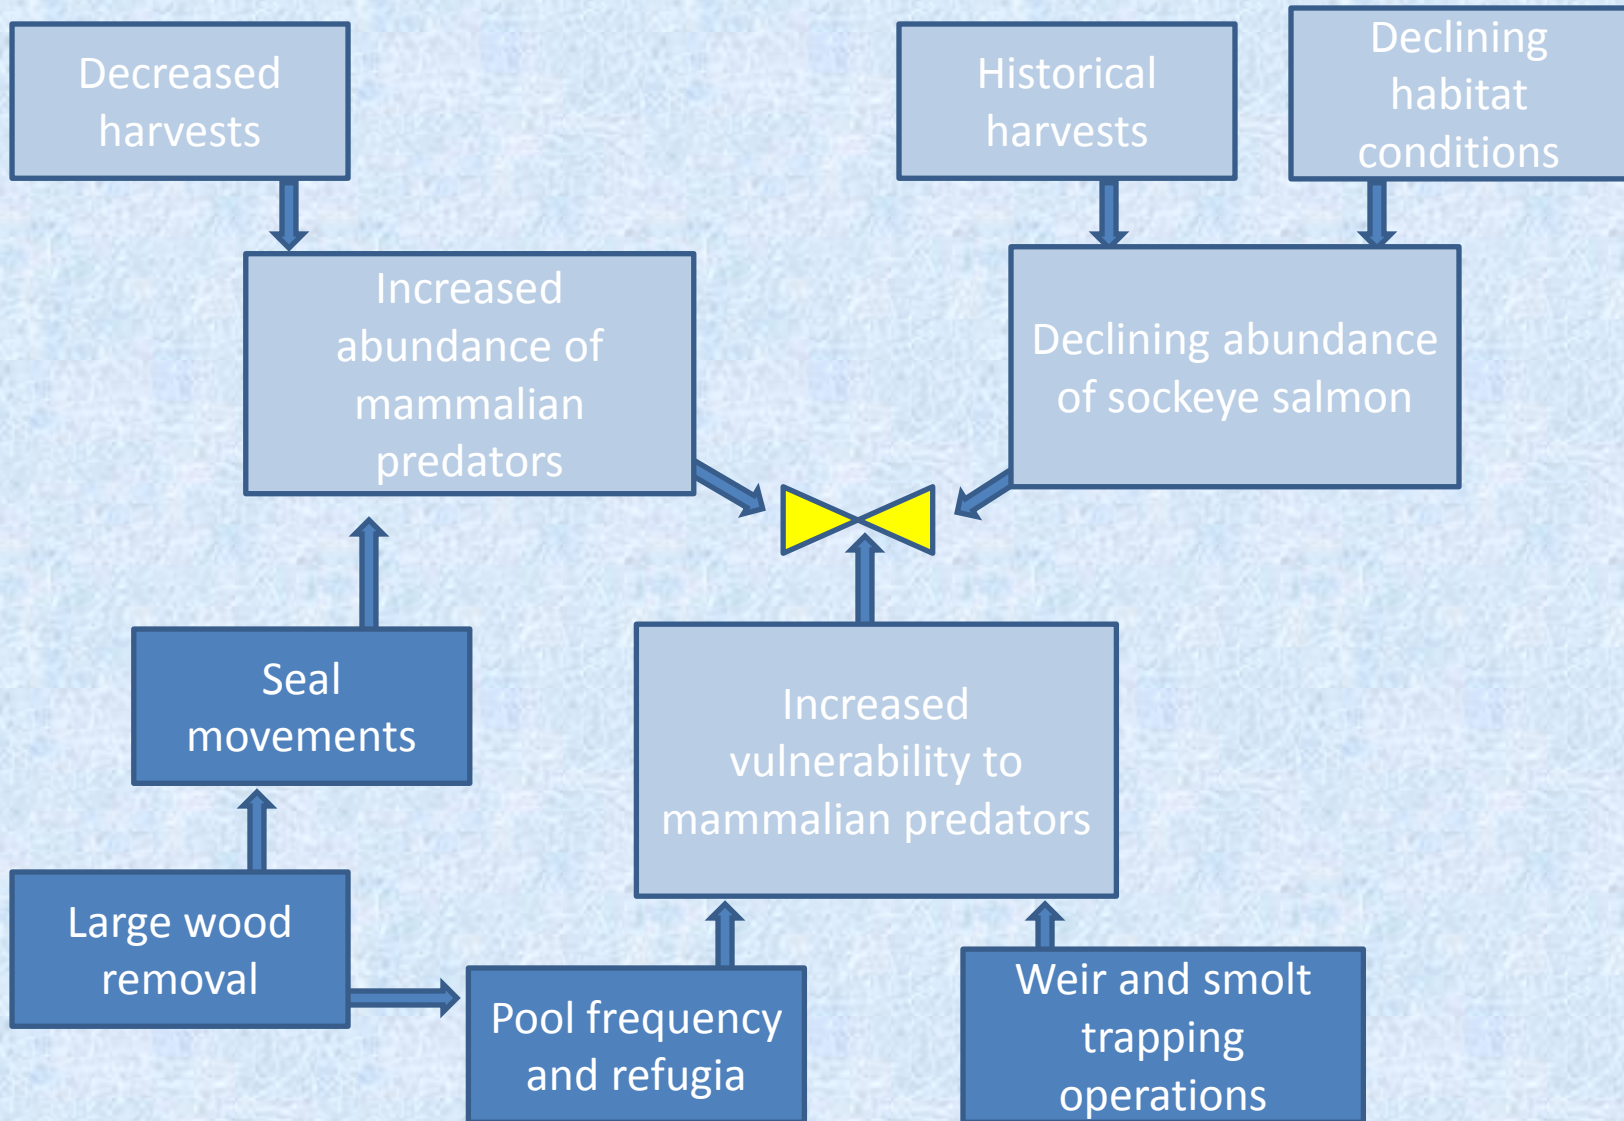 Decreased
harvests
Historical
harvests
Declining
habitat
conditions
Increased
abundance of
mammalian
predators
Declining abundance
of sockeye salmon
Seal
movements
Increased
vulnerability to
mammalian predators
Large wood
removal
Pool frequency
and refugia
Weir and smolt
trapping
operations